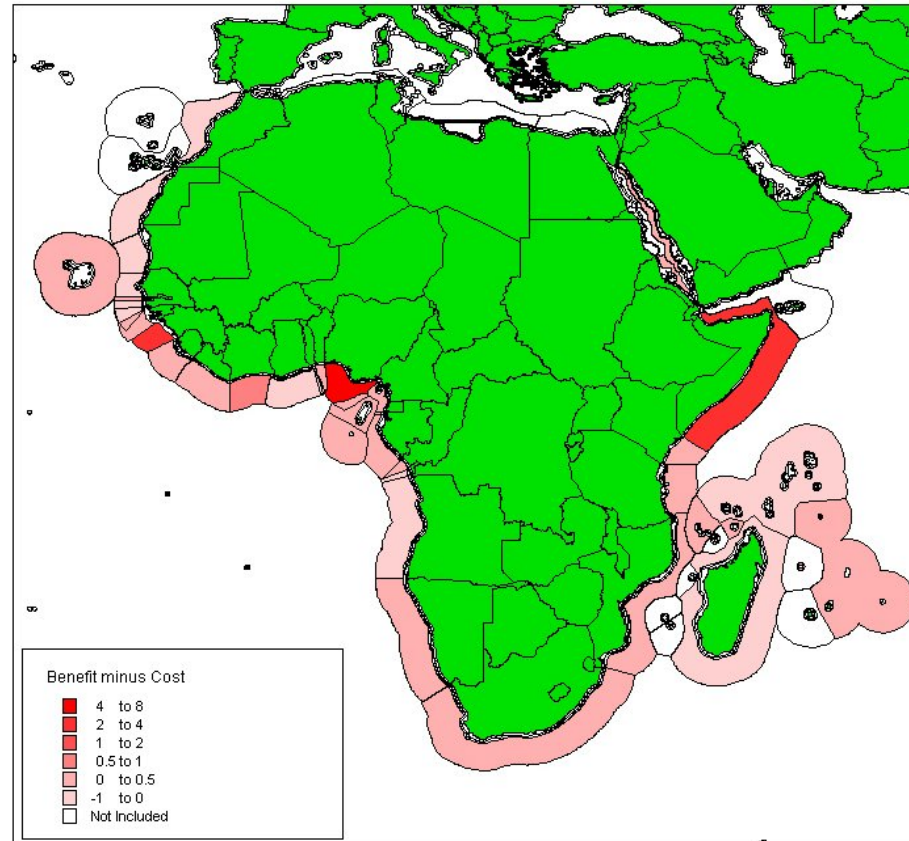 Benefit minus Cost
4 to 8
2 to 4
1 to 2
0.5 to 1
0 to 0.5
-1 to 0
Not Included